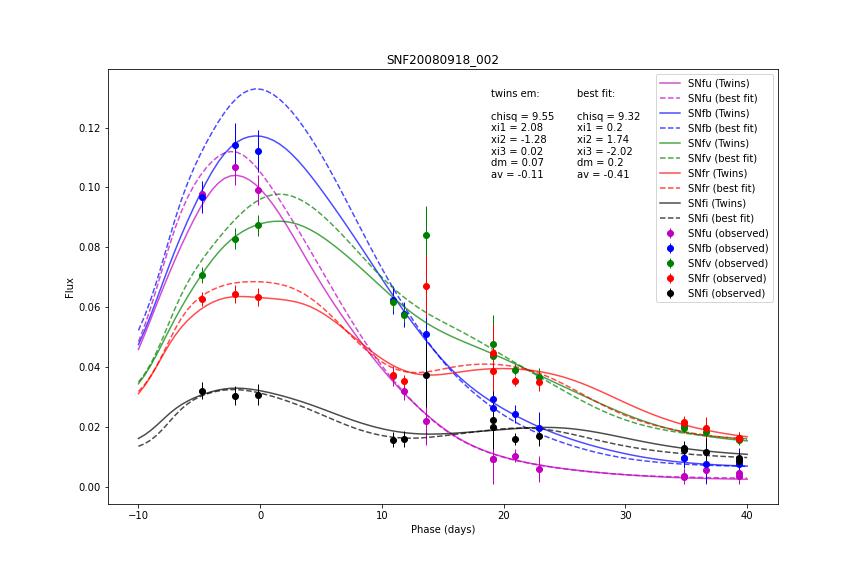 SNF20080918_002
twins em: best fit:
chisq = 9.55 chisq = 9.32
xi1 = 2.08 xi1 = 0.2
xi2 = -1.28 xi2 = 1.74
xi3 = 0.02 xi3 = -2.02
dm = 0.07 dm = 0.2
av = -0.11 av = -0.41
SNfu (Twins)
SNfu (best fit)
SNfb (Twins)
SNfb (best fit)
SNfv (Twins)
SNfv (best fit)
SNfr (Twins)
SNfr (best fit)
SNfi (Twins)
SNfi (best fit)
SNfu (observed)
SNfb (observed)
SNfv (observed)
SNfr (observed)
SNfi (observed)
Flux
0.12
0.10
0.08
0.06
0.04
0.02
0.00
−10 0 10 20 30 40
Phase (days)